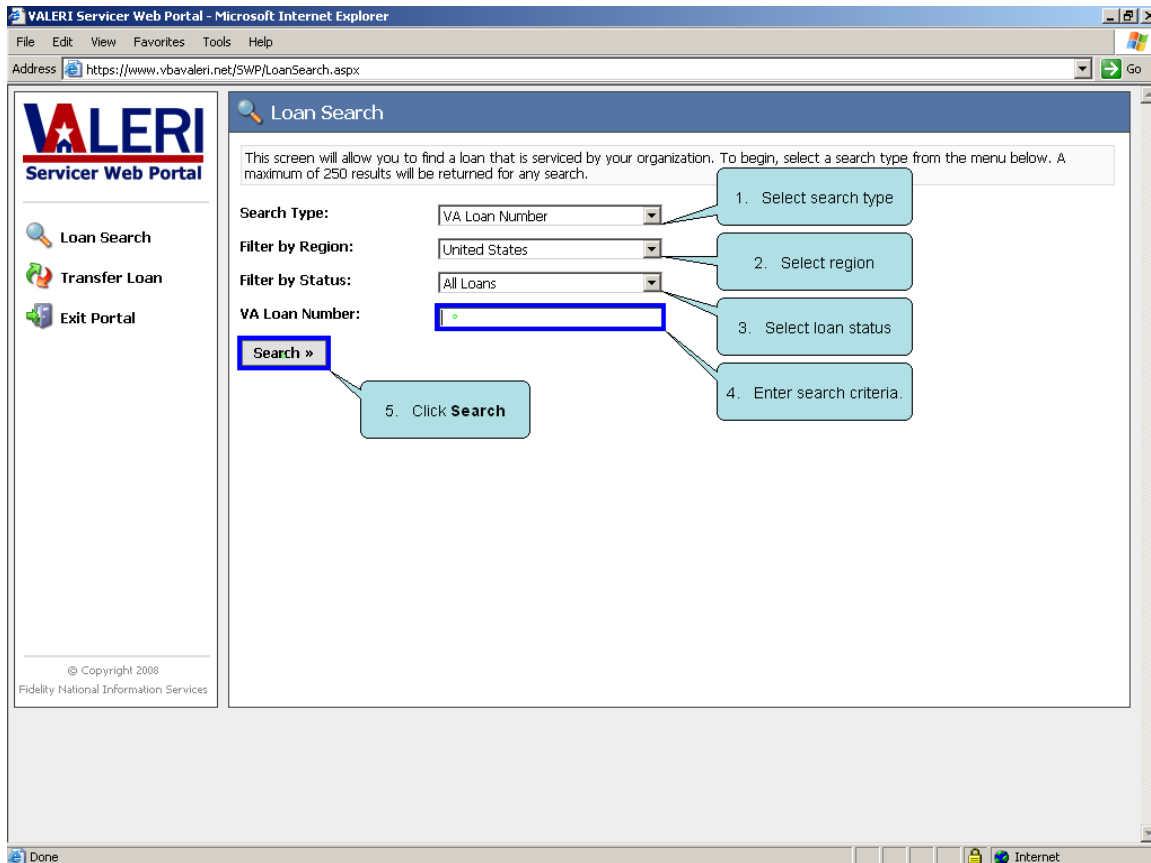 VALERI Servicer Web Portal - Microsoft Internet Explorer
File Edit View Favorites Tools Help
Address https://www.vbavaleri.net/SWP/LoanSearch.aspx Go
VALERI
Servicer Web Portal
Loan Search
Transfer Loan
Exit Portal
© Copyright 2008
Fidelity National Information Services
Loan Search
This screen will allow you to find a loan that is serviced by your organization. To begin, select a search type from the menu below. A
maximum of 250 results will be returned for any search.
Search Type: VA Loan Number
1. Select search type
Filter by Region: United States
2. Select region
Filter by Status: All Loans
3. Select loan status
VA Loan Number:
4. Enter search criteria.
Search »
5. Click Search
Done Internet